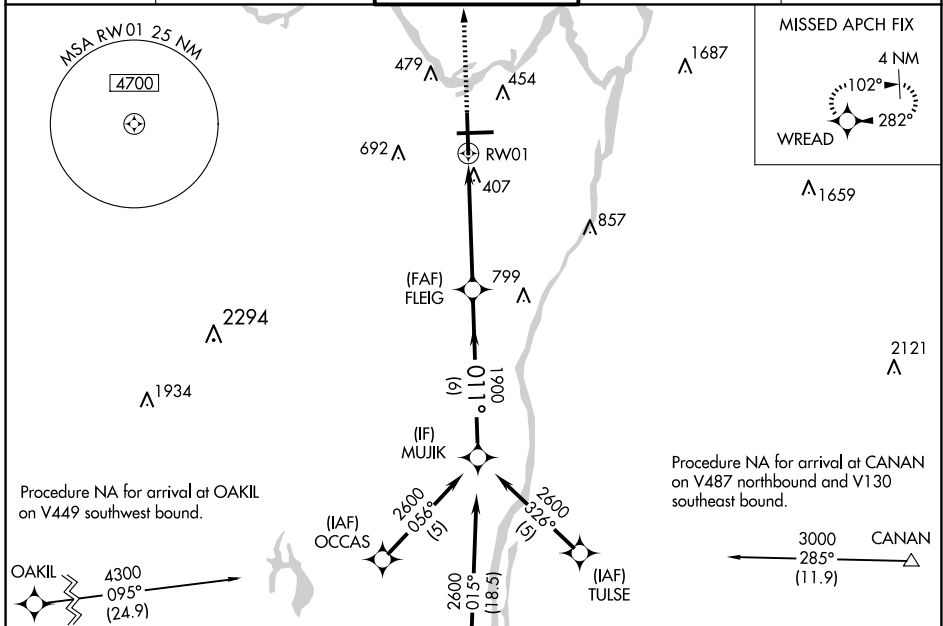 MSA RW01 25 NM
4700
479
454
1687
MISSED APCH FIX
4 NM
102°
282°
WREAD
692
RW01
407
1659
857
(FAF)
FLEIG
799
2294
2121
1934
1900
011°
(6)
(IF)
MUJIK
Procedure NA for arrival at OAKIL
on V449 southwest bound.
Procedure NA for arrival at CANAN
on V487 northbound and V130
southeast bound.
(IAF)
OCCAS
2600
056°
(5)
2600
326°
(5)
(IAF)
TULSE
3000
285°
(11.9)
CANAN
OAKIL
4300
095°
(24.9)
2600
015°
(18.5)